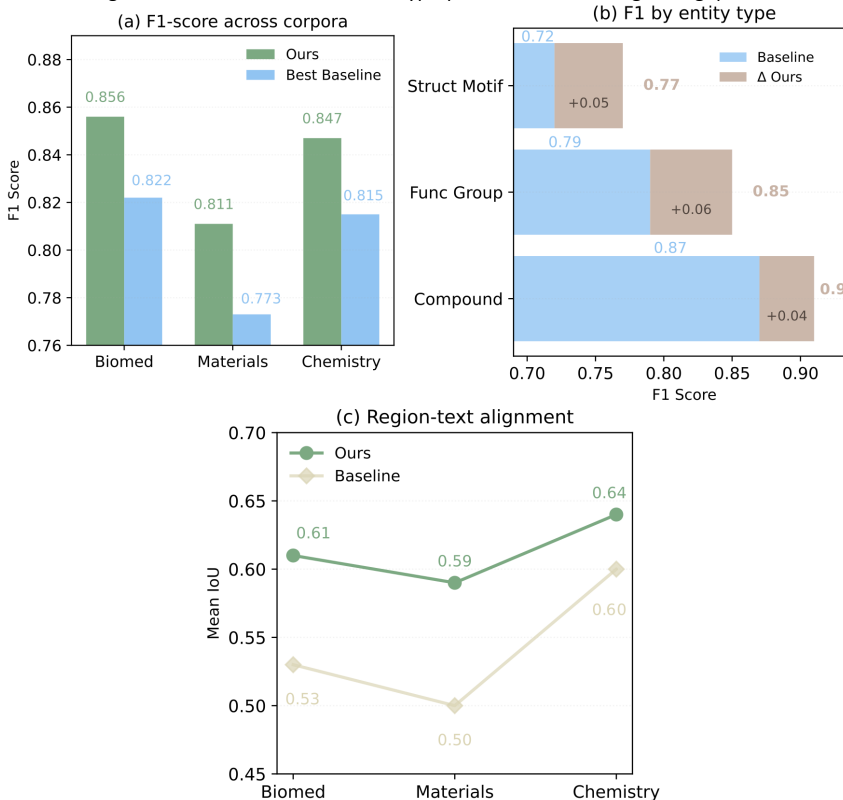 (a) F1-score across corpora
F1 Score
0.88
0.86
0.84
0.82
0.80
0.78
0.76
Ours
Best Baseline
0.856
0.822
0.811
0.773
0.847
0.815
Biomed
Materials
Chemistry
(b) F1 by entity type
Struct Motif
Func Group
Compound
0.72
+0.05
0.77
0.79
+0.06
0.85
0.87
+0.04
Baseline
Δ Ours
0.70
0.75
0.80
0.85
0.90
F1 Score
(c) Region-text alignment
Mean IoU
0.70
0.65
0.60
0.55
0.50
0.45
Ours
Baseline
0.61
0.59
0.64
0.53
0.50
0.60
Biomed
Materials
Chemistry